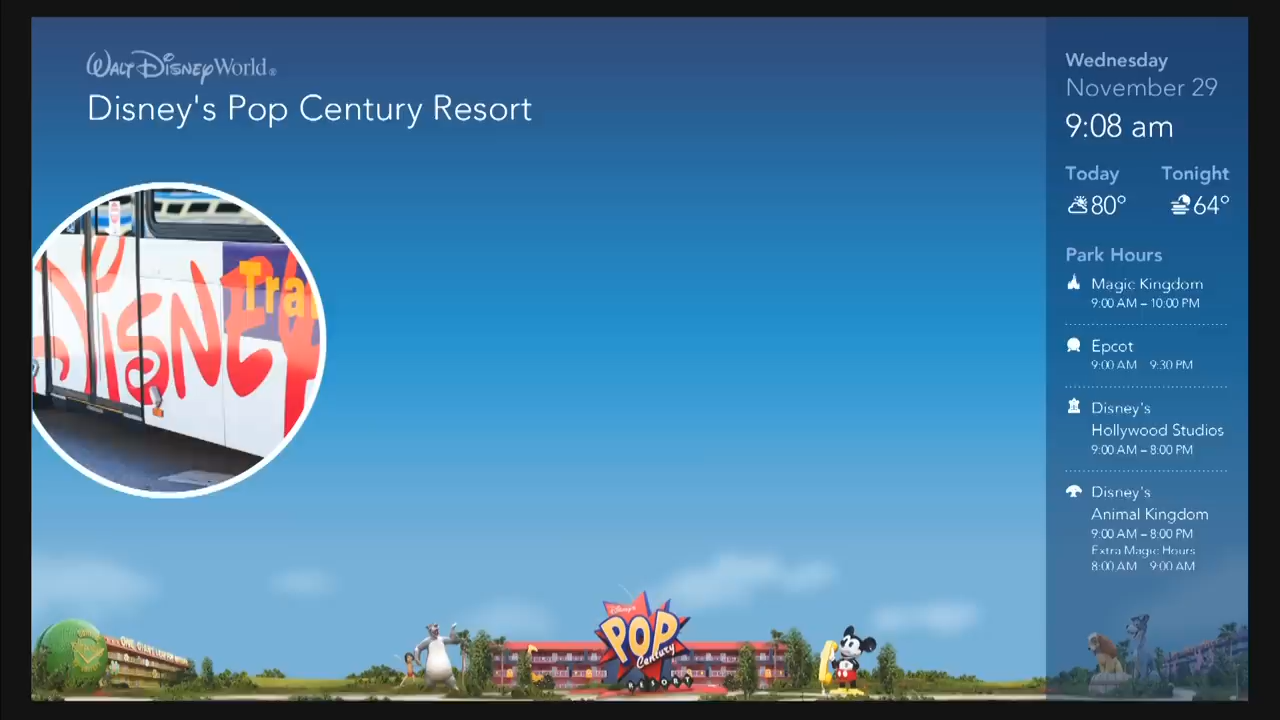 WALT DISNEY World®
Disney's Pop Century Resort
DISNEY
Tra
Wednesday
November 29
9:08 am
Today Tonight
80° 64°
Park Hours
Magic Kingdom
9:00 AM – 10:00 PM
Epcot
9:00 AM 9:30 PM
Disney's
Hollywood Studios
9:00 AM – 8:00 PM
Disney's
Animal Kingdom
9:00 AM – 8:00 PM
Extra Magic Hours
8:00 AM 9:00 AM
Disney's
POP
Century
RESORT